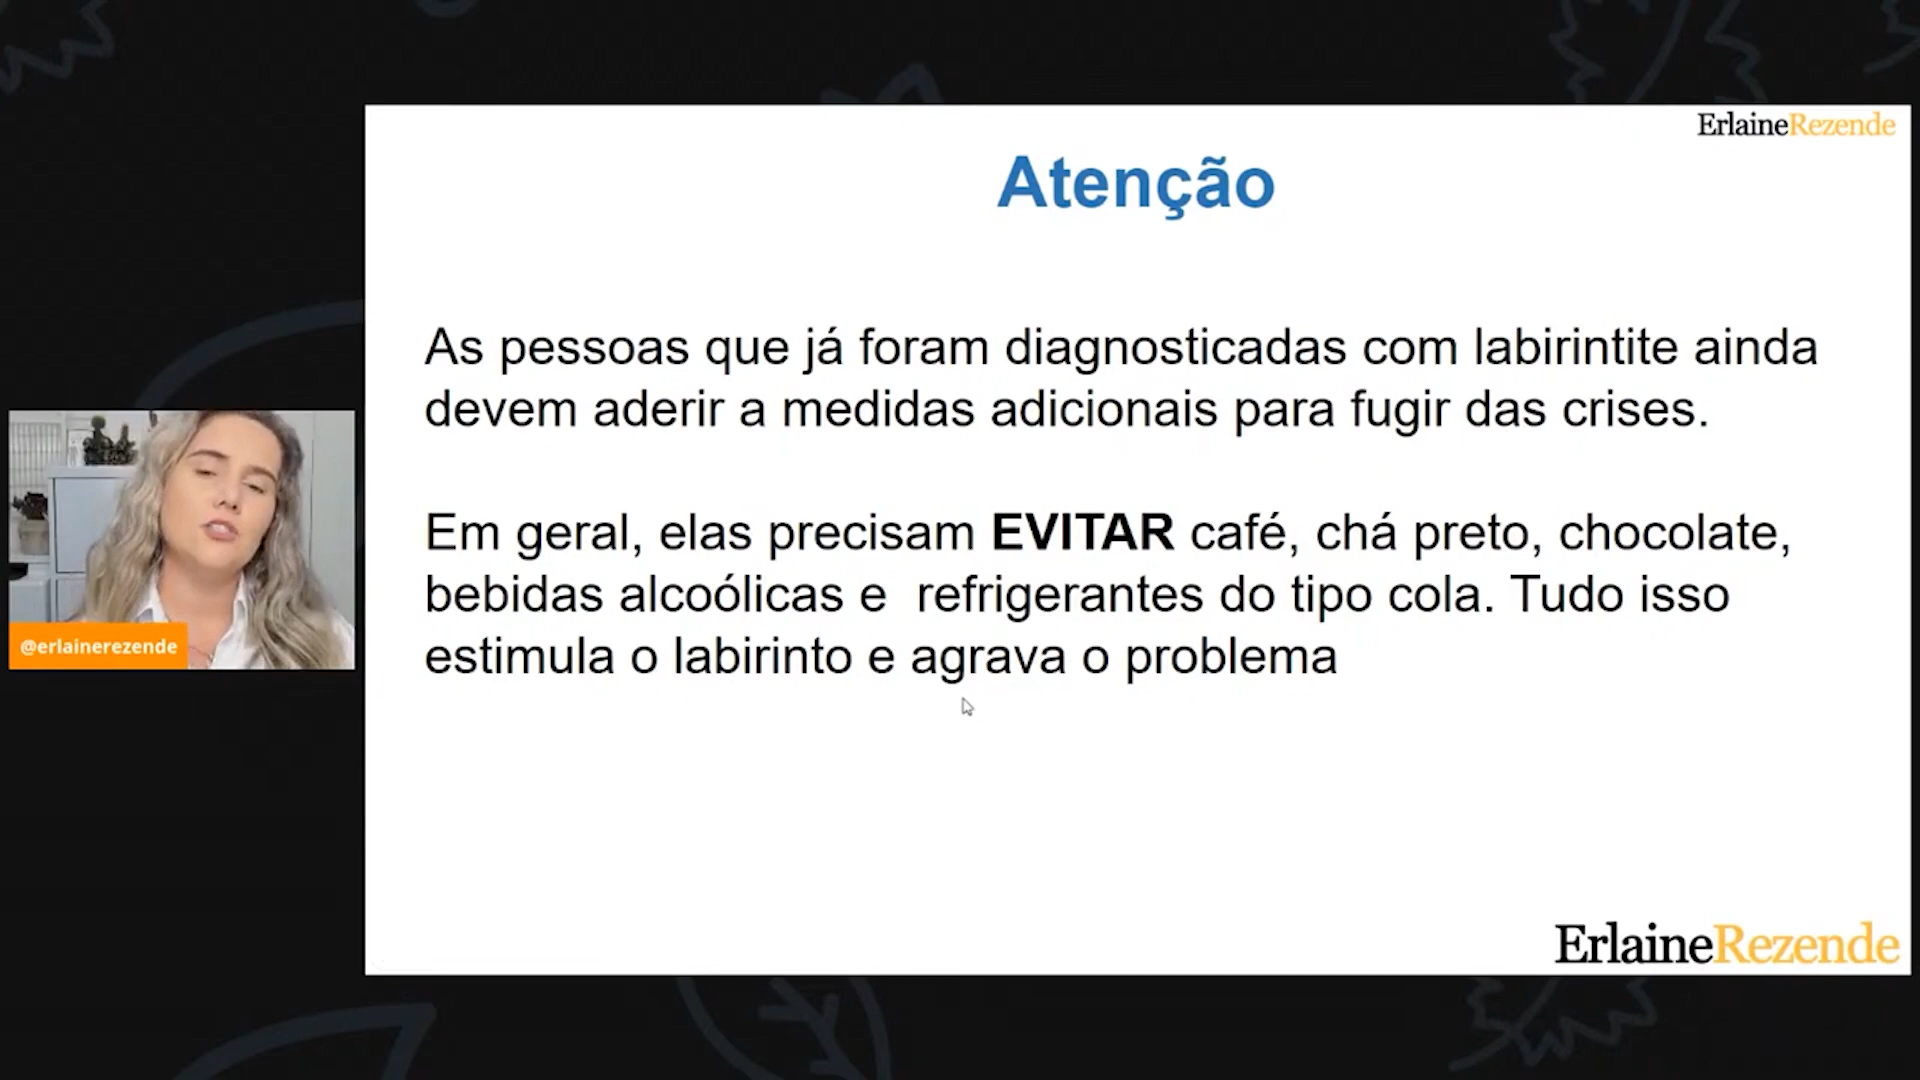 ErlaineRezende
Atenção
As pessoas que já foram diagnosticadas com labirintite ainda
devem aderir a medidas adicionais para fugir das crises.
Em geral, elas precisam EVITAR café, chá preto, chocolate,
bebidas alcoólicas e  refrigerantes do tipo cola. Tudo isso
estimula o labirinto e agrava o problema
@erlainerezende
ErlaineRezende